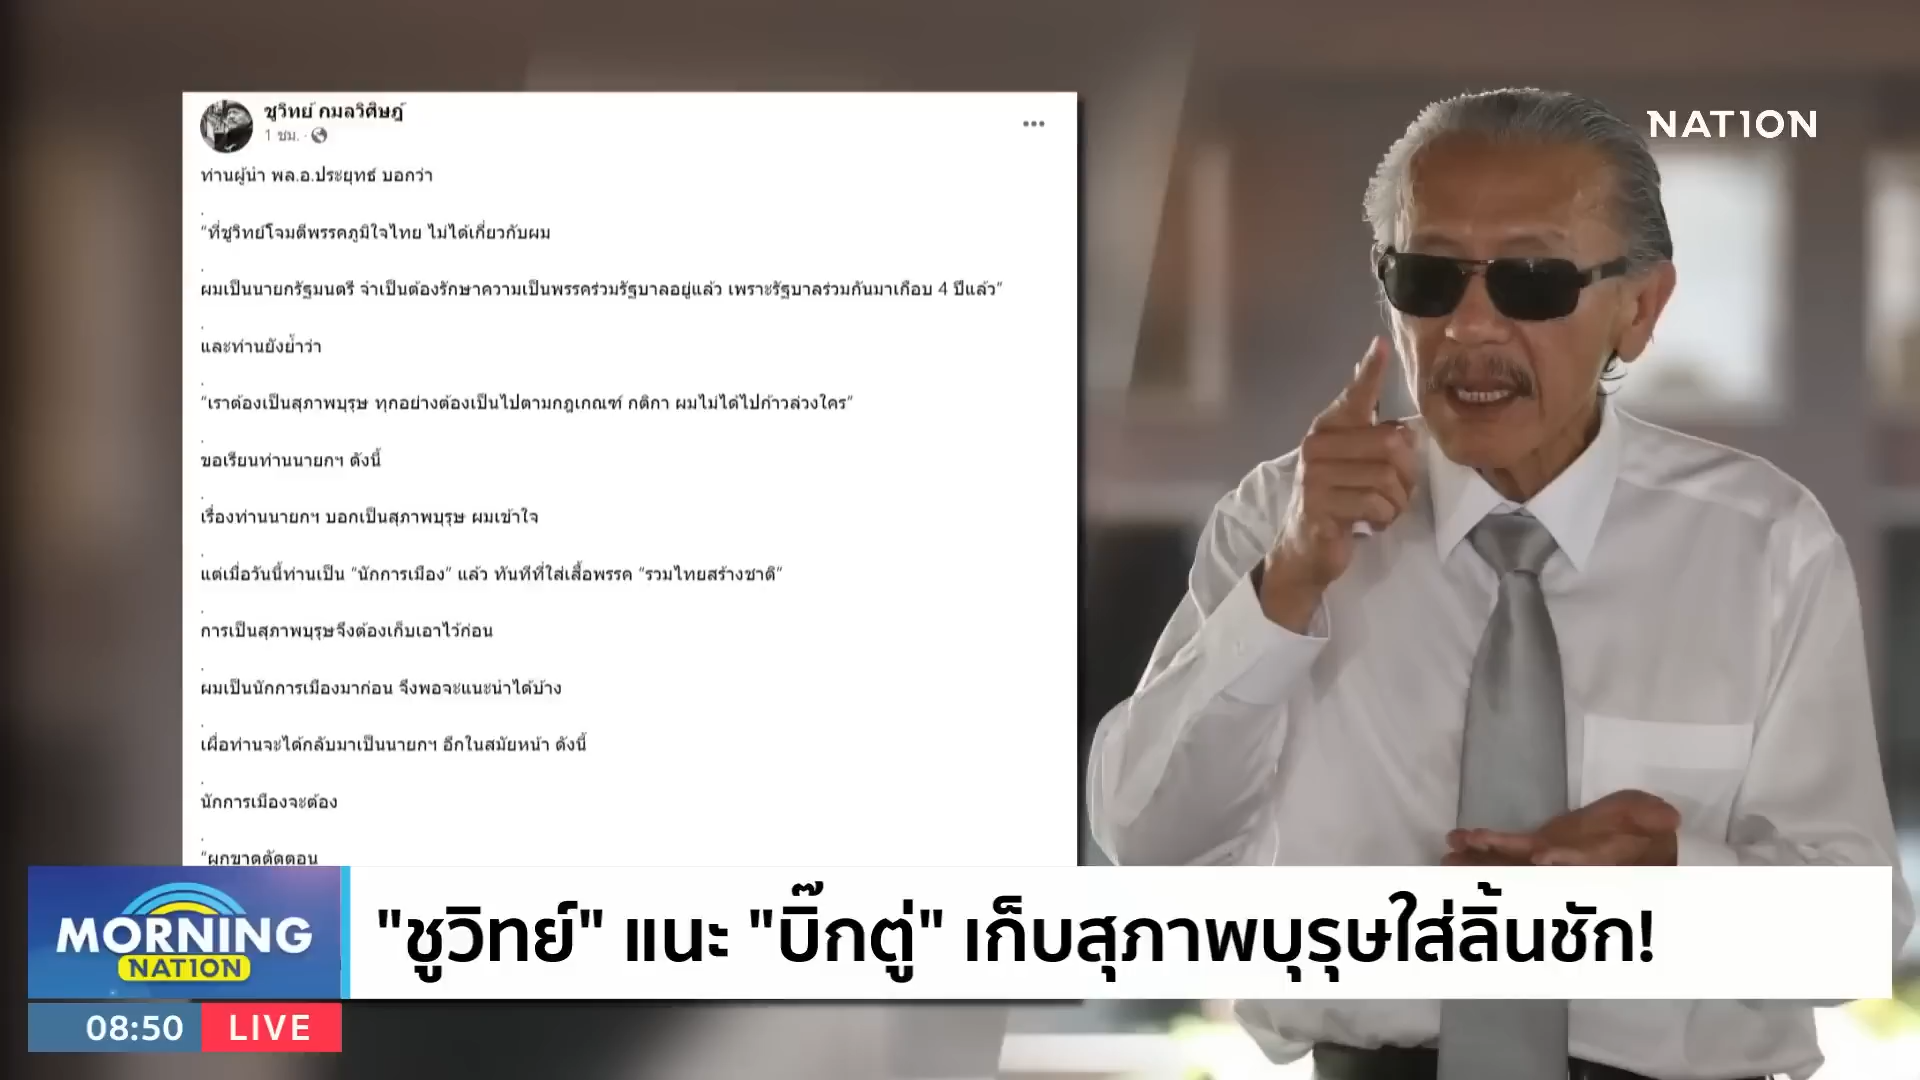 ชูวิทย์ กมลวิศิษฎ์
1 ชม. ·
ท่านผู้นำ พล.อ.ประยุทธ์ บอกว่า
.
“ที่ชูวิทย์โจมตีพรรคภูมิใจไทย ไม่ได้เกี่ยวกับผม
.
ผมเป็นนายกรัฐมนตรี จำเป็นต้องรักษาความเป็นพรรคร่วมรัฐบาลอยู่แล้ว เพราะรัฐบาลร่วมกันมาเกือบ 4 ปีแล้ว”
.
และท่านยังย้ำว่า
.
“เราต้องเป็นสุภาพบุรุษ ทุกอย่างต้องเป็นไปตามกฎเกณฑ์ กติกา ผมไม่ได้ไปก้าวล่วงใคร”
.
ขอเรียนท่านนายกฯ ดังนี้
.
เรื่องท่านนายกฯ บอกเป็นสุภาพบุรุษ ผมเข้าใจ
.
แต่เมื่อวันนี้ท่านเป็น “นักการเมือง” แล้ว ทันทีที่ใส่เสื้อพรรค “รวมไทยสร้างชาติ”
.
การเป็นสุภาพบุรุษจึงต้องเก็บเอาไว้ก่อน
.
ผมเป็นนักการเมืองมาก่อน จึงพอจะแนะนำได้บ้าง
.
เผื่อท่านจะได้กลับมาเป็นนายกฯ อีกในสมัยหน้า ดังนี้
.
นักการเมืองจะต้อง
.
“ผูกขาดตัดตอน
NATION
MORNING
NATION
"ชูวิทย์" แนะ "บิ๊กตู่" เก็บสุภาพบุรุษใส่ลิ้นชัก!
08:50 LIVE